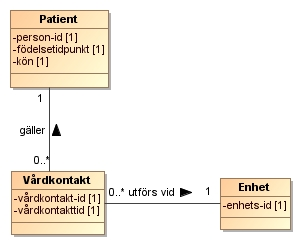 Patient
-person-id [1]
-födelsetidpunkt [1]
-kön [1]
1
gäller
0..*
Vårdkontakt
-vårdkontakt-id [1]
-vårdkontakttid [1]
0..* utförs vid 1
Enhet
-enhets-id [1]